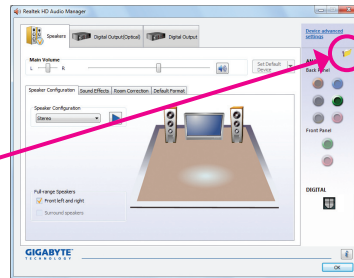 Realtek HD Audio Manager
Speakers
Digital Output(Optical)
Digital Output
Device advanced
settings
Main Volume
L
R
Set Default
Device
Back Panel
Speaker Configuration
Sound Effects
Room Correction
Default Format
Speaker Configuration
Stereo
Front Panel
Full-range Speakers
Front left and right
Surround speakers
DIGITAL
GIGABYTE
TECHNOLOGY
OK